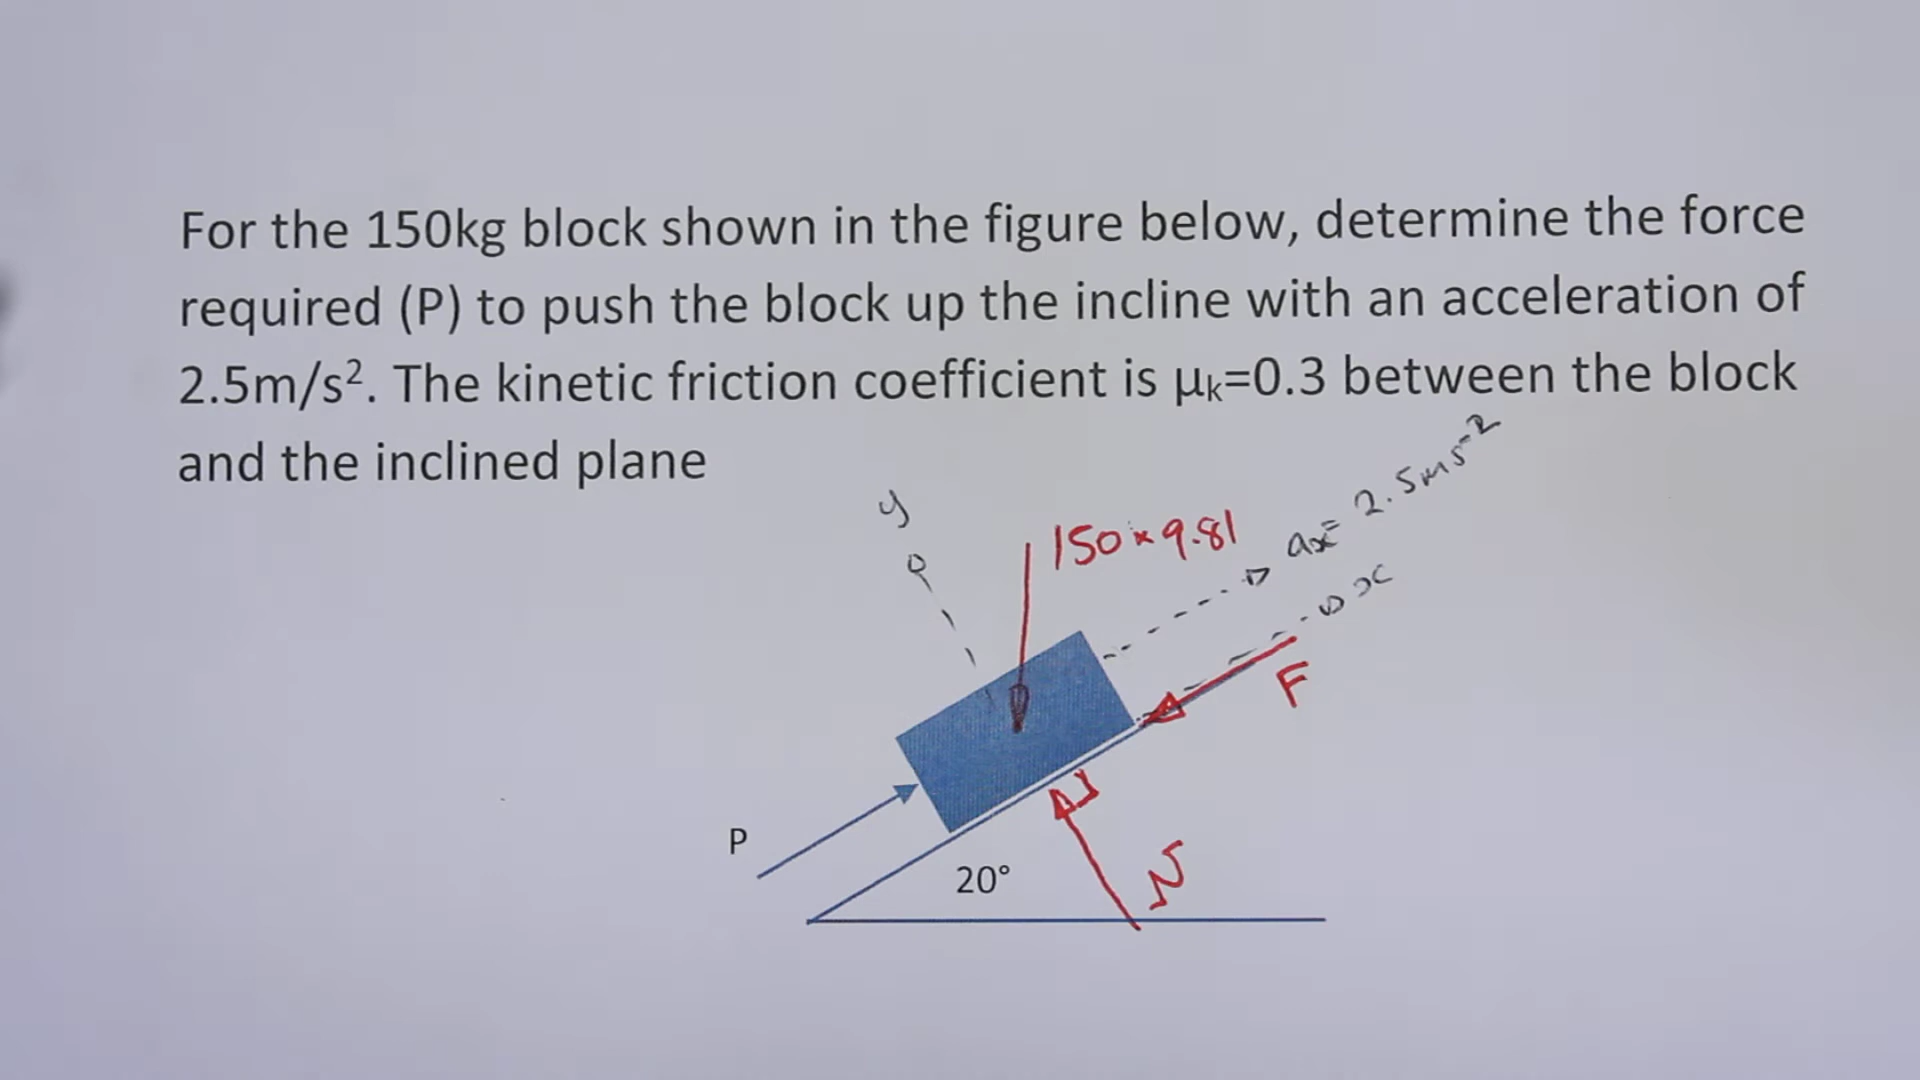 For the 150kg block shown in the figure below, determine the force
required (P) to push the block up the incline with an acceleration of
2.5m/s². The kinetic friction coefficient is μₖ=0.3 between the block
and the inclined plane
y
150×9.81
ax= 2.5ms⁻²
x
F
P
20°
N